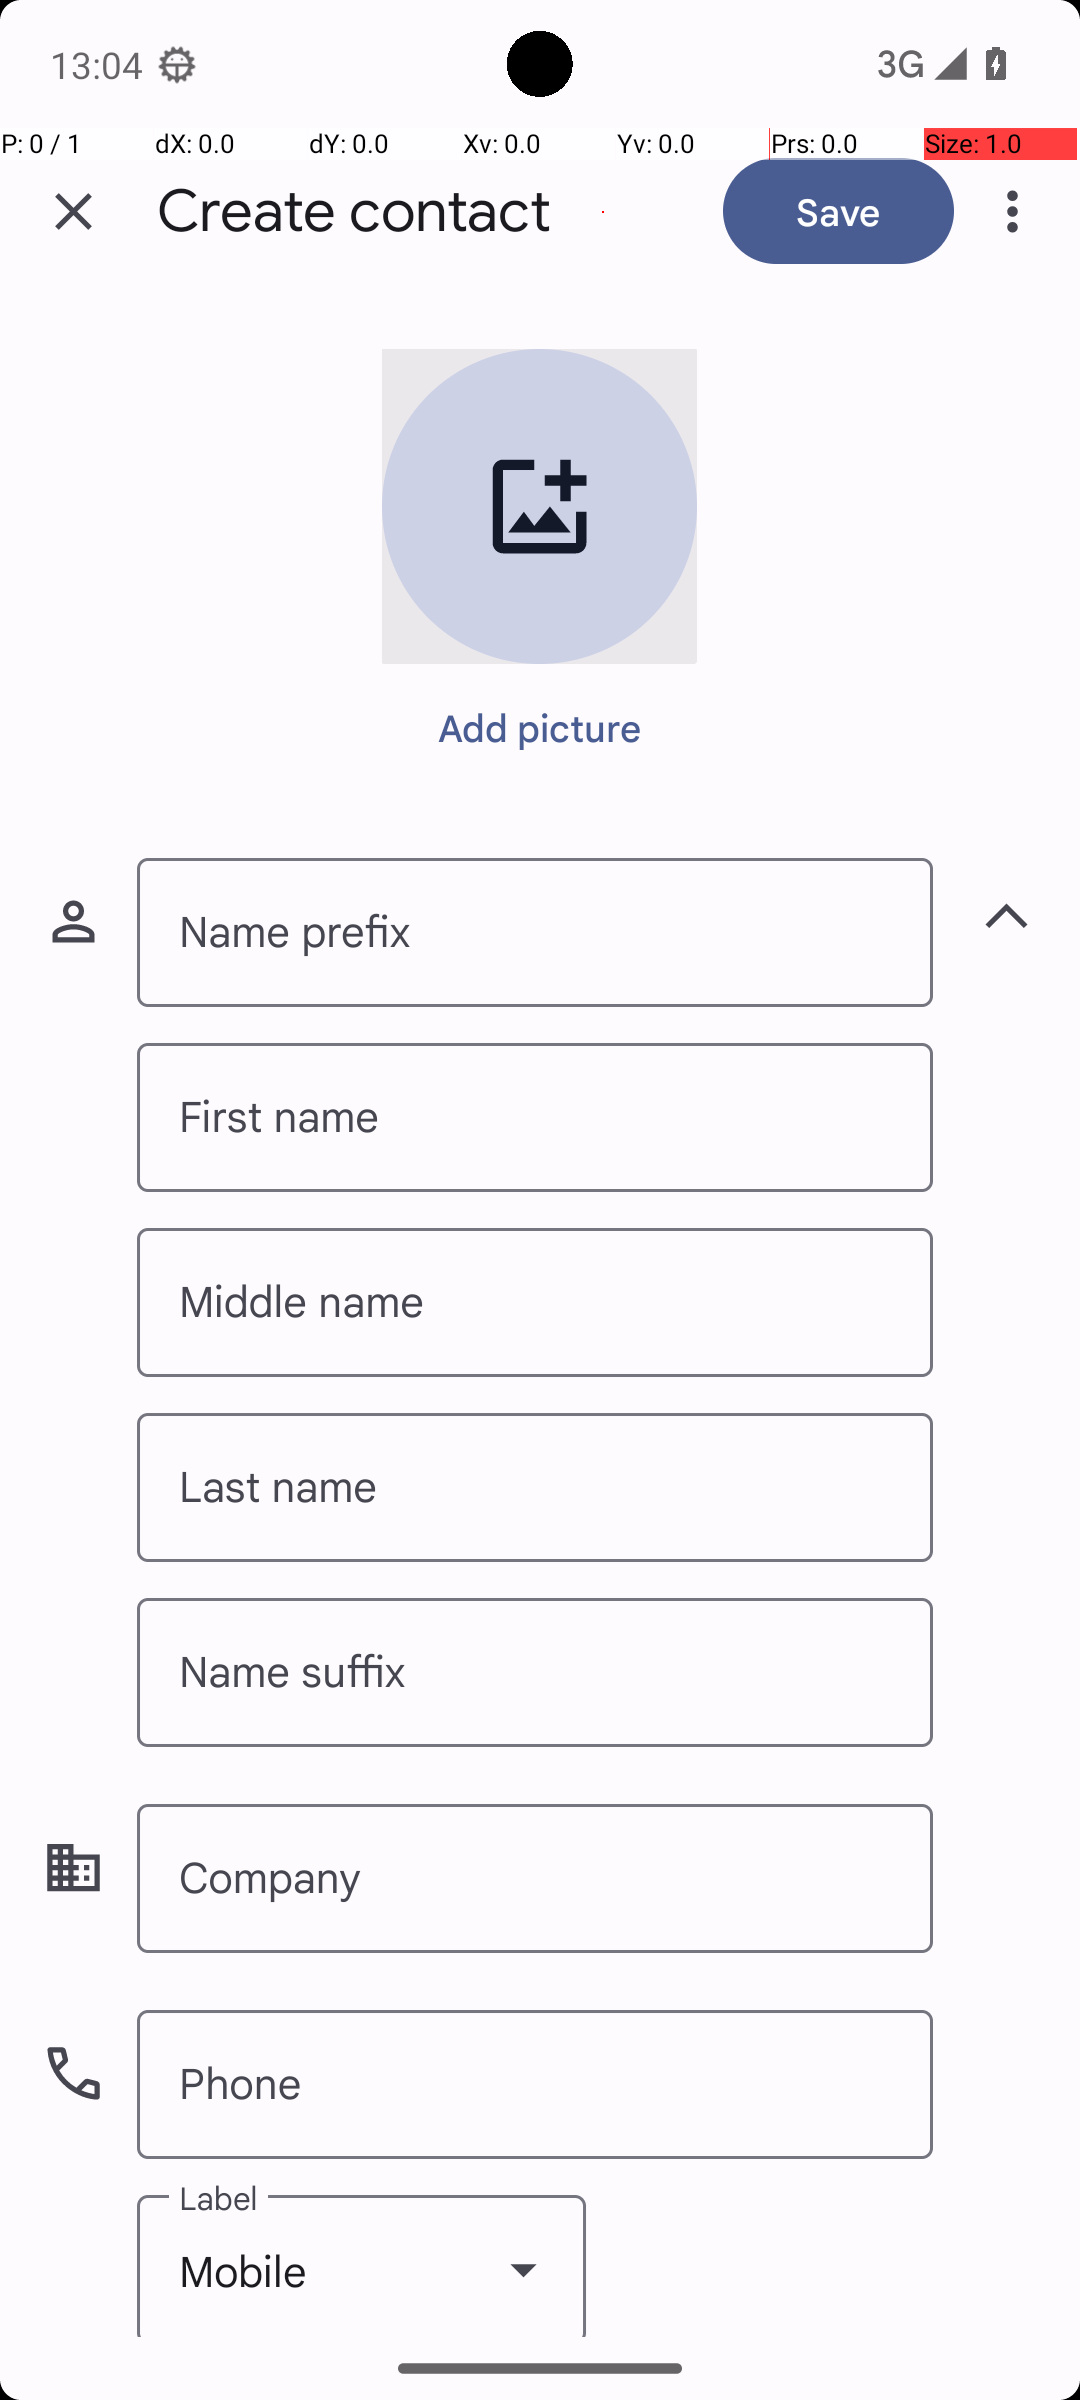 13:04
3G
P: 0 / 1 dX: 0.0 dY: 0.0 Xv: 0.0 Yv: 0.0 Prs: 0.0 Size: 1.0
Create contact
Save
Add picture
Name prefix
First name
Middle name
Last name
Name suffix
Company
Phone
Label
Mobile